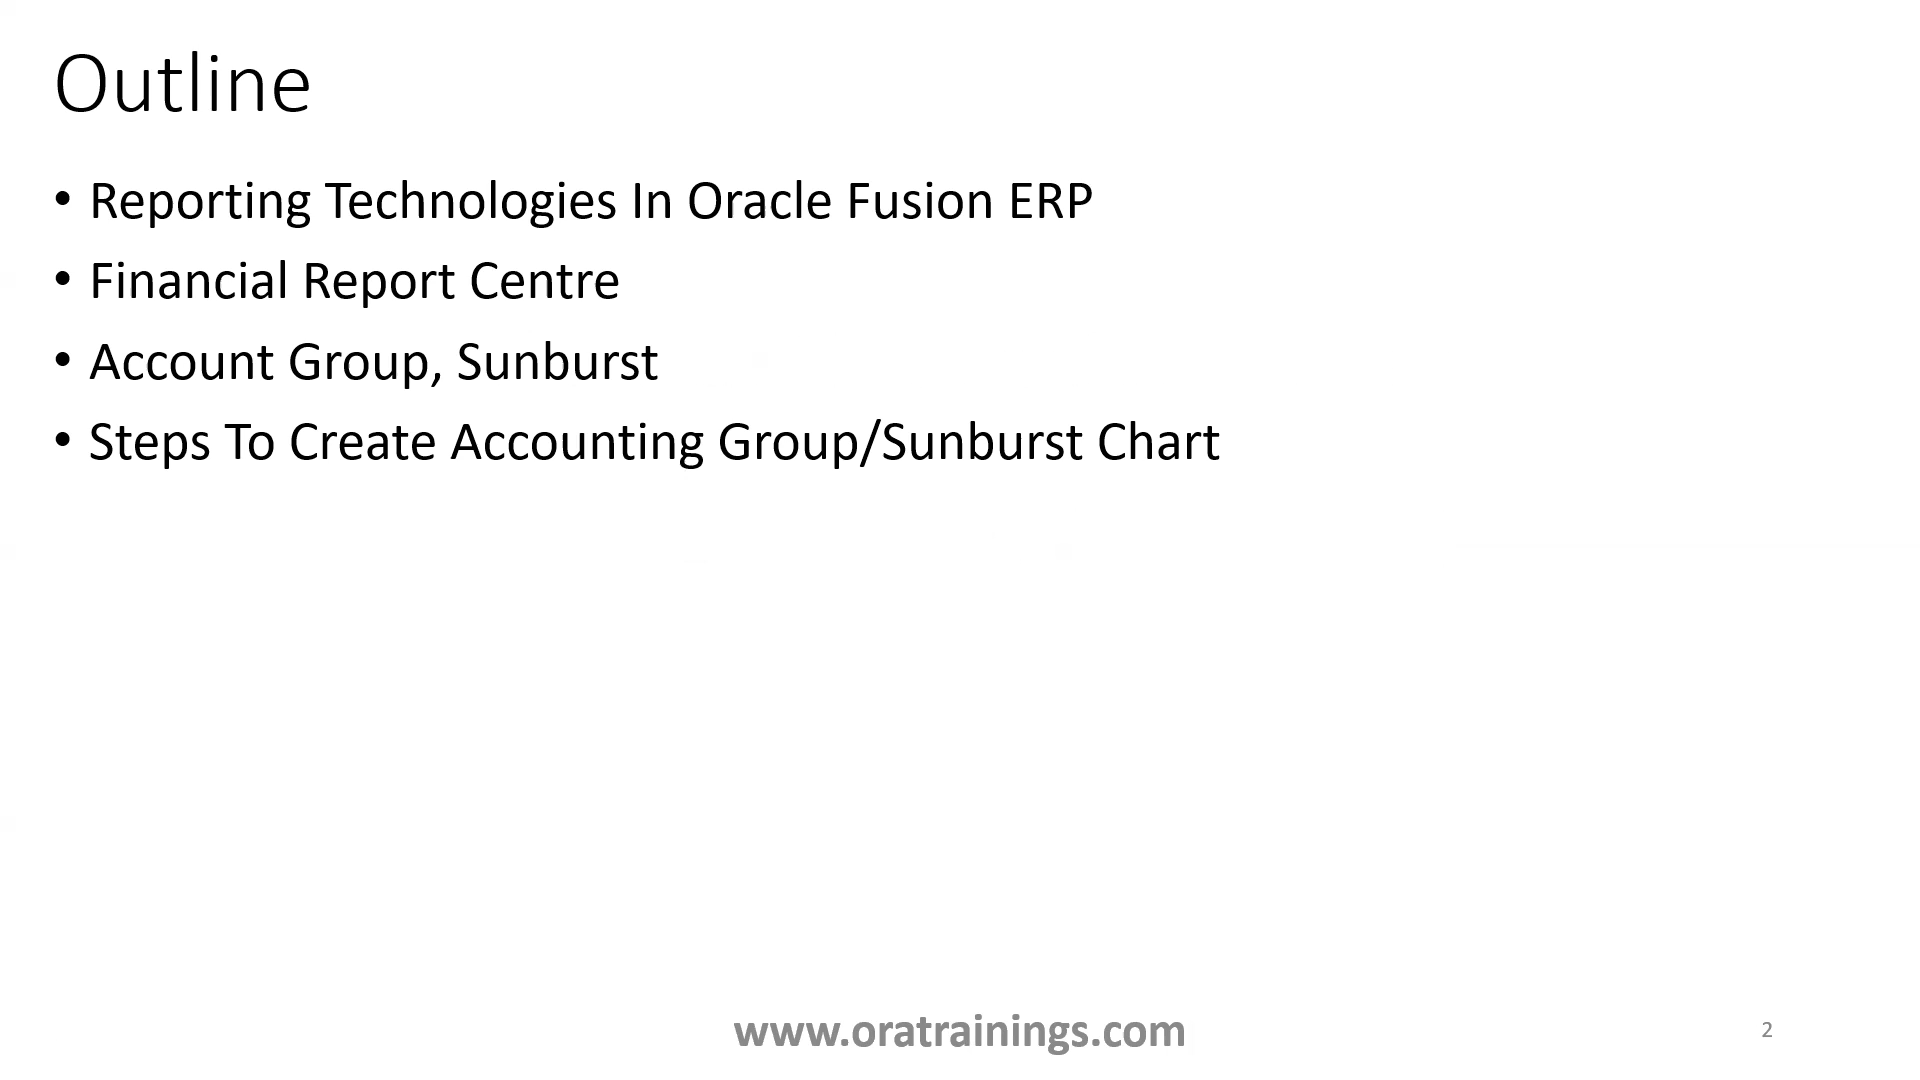 Outline
• Reporting Technologies In Oracle Fusion ERP
• Financial Report Centre
• Account Group, Sunburst
• Steps To Create Accounting Group/Sunburst Chart
www.oratrainings.com
2